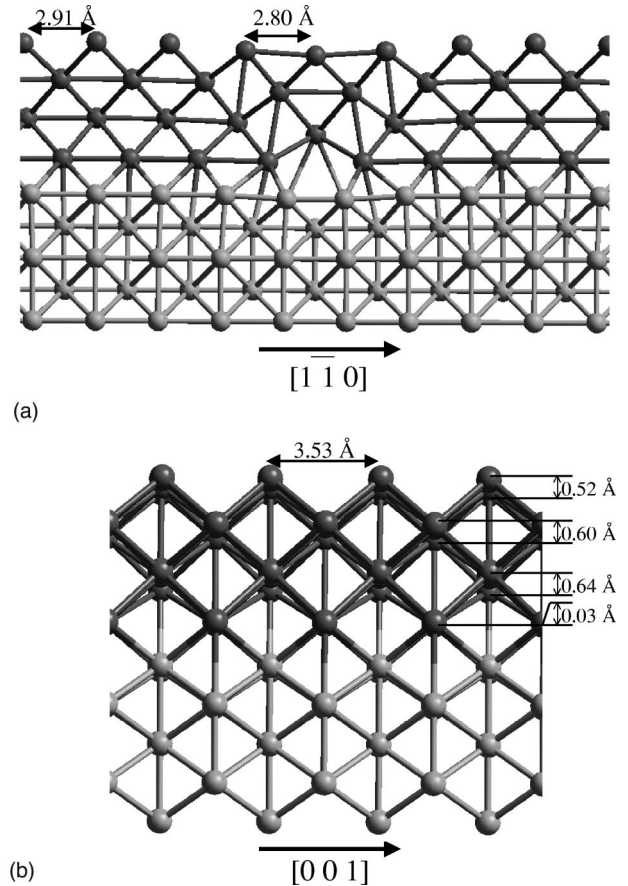 2.91 Å
2.80 Å
[1 1̅ 0]
(a)
3.53 Å
0.52 Å
0.60 Å
0.64 Å
0.03 Å
(b)
[0 0 1]